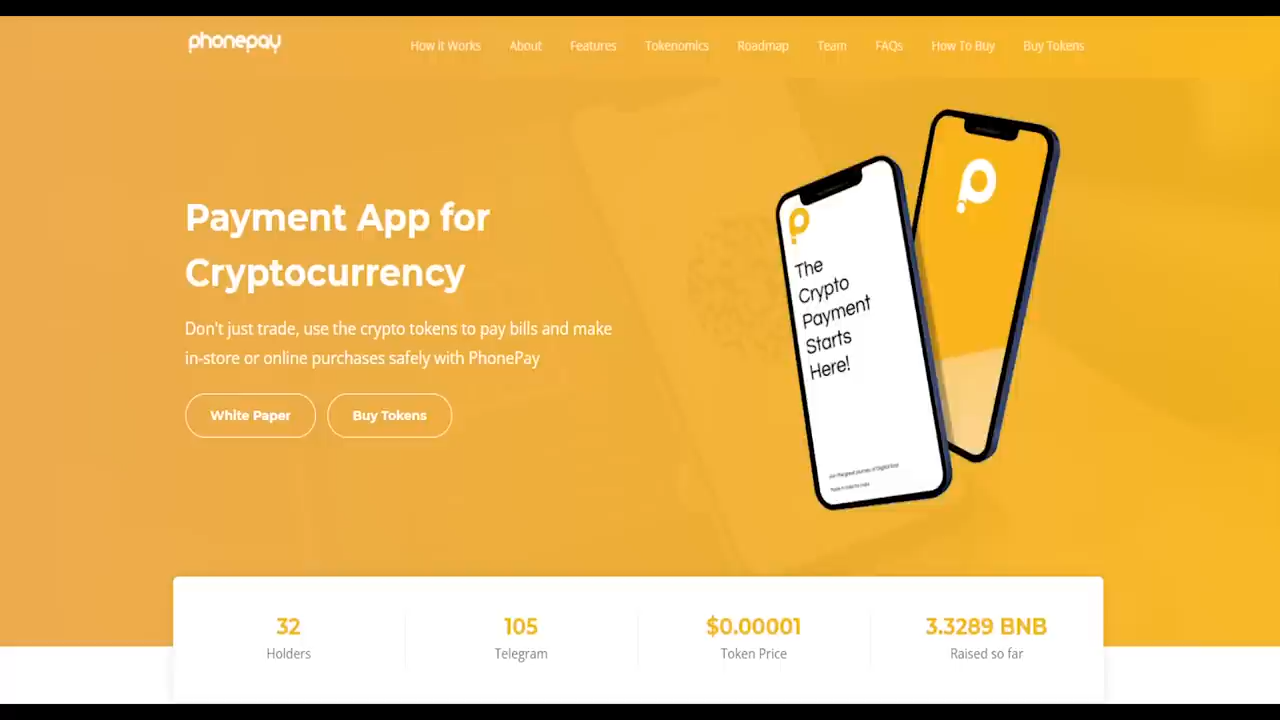 phonepay
How it Works About Features Tokenomics Roadmap Team FAQs How To Buy Buy Tokens
Payment App for
Cryptocurrency
Don't just trade, use the crypto tokens to pay bills and make
in-store or online purchases safely with PhonePay
White Paper Buy Tokens
The
Crypto
Payment
Starts
Here!
32 105 $0.00001 3.3289 BNB
Holders Telegram Token Price Raised so far